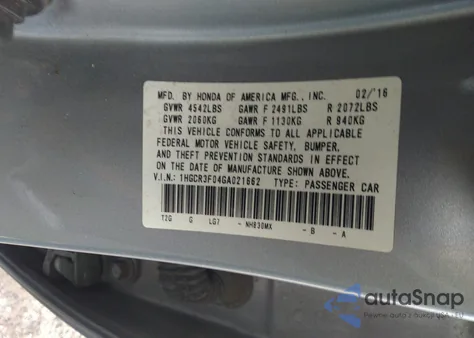 MFD. BY HONDA OF AMERICA MFG., INC. 02/'16
GVWR 4542LBS GAWR F 2491LBS R 2072LBS
GVWR 2060KG GAWR F 1130KG R 940KG
THIS VEHICLE CONFORMS TO ALL APPLICABLE
FEDERAL MOTOR VEHICLE SAFETY, BUMPER,
AND THEFT PREVENTION STANDARDS IN EFFECT
ON THE DATE OF MANUFACTURE SHOWN ABOVE.
V.I.N.: 1HGCR3F04GA021662 TYPE: PASSENGER CAR
T2G G LG7 - NH830MX - B - A
autoSnap